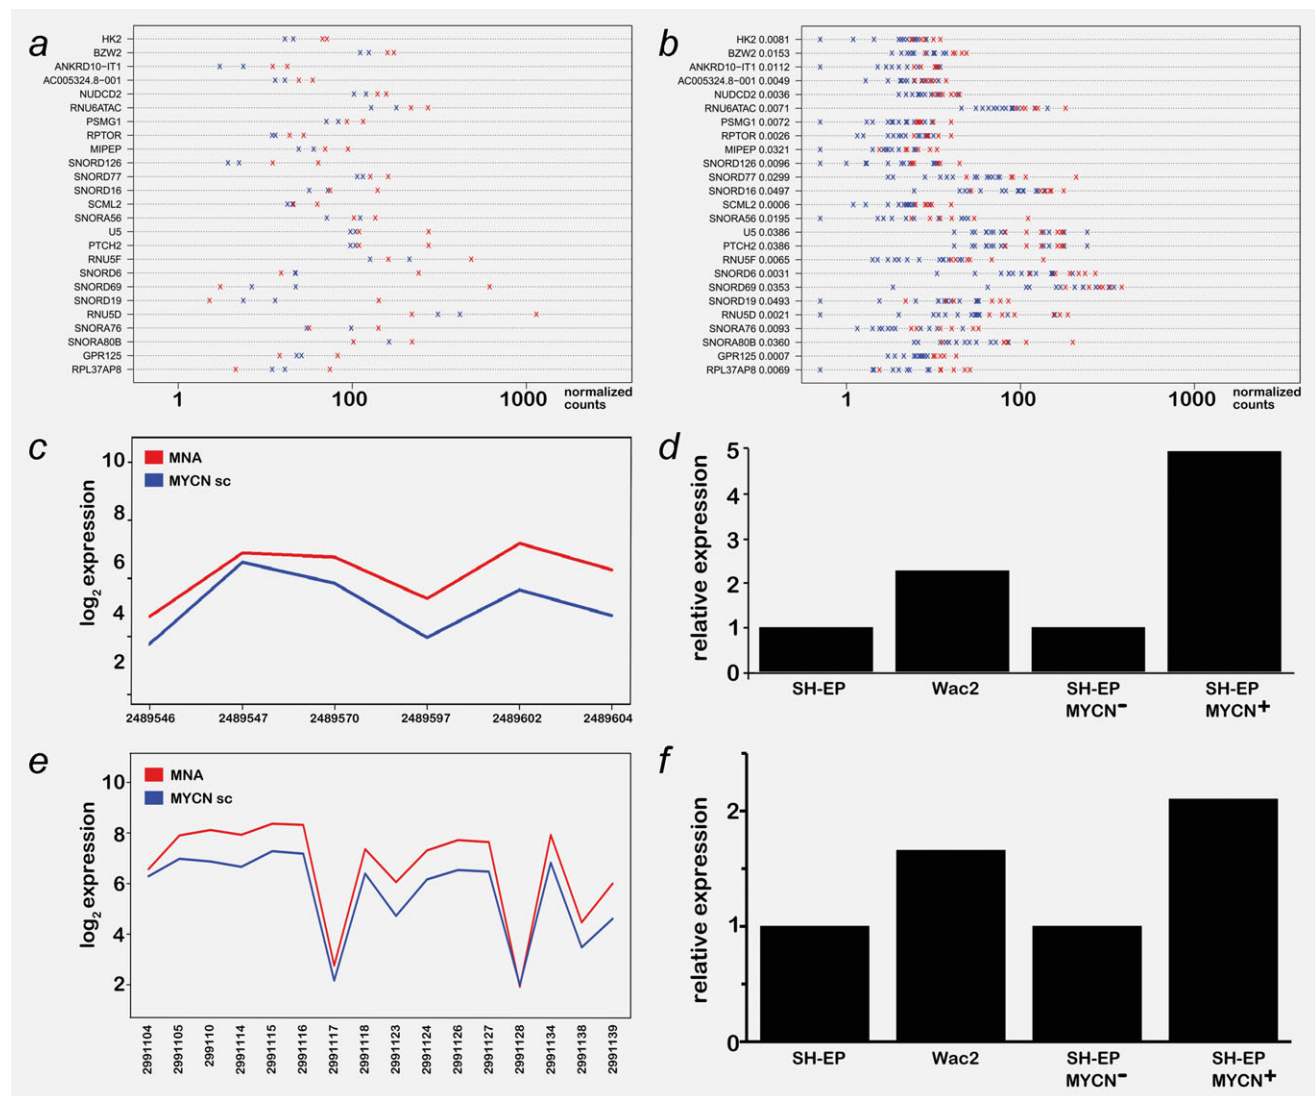 a
HK2
BZW2
ANKRD10-IT1
AC005324.8-001
NUDCD2
RNU6ATAC
PSMG1
RPTOR
MIPEP
SNORD126
SNORD77
SNORD16
SCML2
SNORA56
U5
PTCH2
RNU5F
SNORD6
SNORD69
SNORD19
RNU5D
SNORA76
SNORA80B
GPR125
RPL37AP8
1 100 1000 normalized
counts
b
HK2 0.0081
BZW2 0.0153
ANKRD10-IT1 0.0112
AC005324.8-001 0.0049
NUDCD2 0.0036
RNU6ATAC 0.0071
PSMG1 0.0072
RPTOR 0.0026
MIPEP 0.0321
SNORD126 0.0096
SNORD77 0.0299
SNORD16 0.0497
SCML2 0.0006
SNORA56 0.0195
U5 0.0386
PTCH2 0.0386
RNU5F 0.0065
SNORD6 0.0031
SNORD69 0.0353
SNORD19 0.0493
RNU5D 0.0021
SNORA76 0.0093
SNORA80B 0.0360
GPR125 0.0007
RPL37AP8 0.0069
1 100 1000 normalized
counts
c
MNA
MYCN sc
log2 expression
10
8
6
4
2
2489546 2489547 2489570 2489597 2489602 2489604
d
relative expression
5
4
3
2
1
0
SH-EP Wac2 SH-EP SH-EP
MYCN- MYCN+
e
MNA
MYCN sc
log2 expression
10
8
6
4
2
2991104
2991105
2991110
2991114
2991115
2991116
2991117
2991118
2991123
2991124
2991126
2991127
2991128
2991134
2991138
2991139
f
relative expression
2
1
0
SH-EP Wac2 SH-EP SH-EP
MYCN- MYCN+